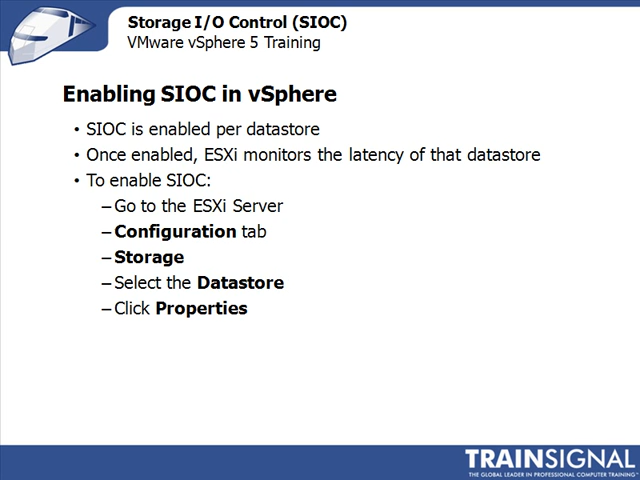 Storage I/O Control (SIOC)
VMware vSphere 5 Training
Enabling SIOC in vSphere
• SIOC is enabled per datastore
• Once enabled, ESXi monitors the latency of that datastore
• To enable SIOC:
– Go to the ESXi Server
– Configuration tab
– Storage
– Select the Datastore
– Click Properties
TRAINSIGNAL
THE GLOBAL LEADER IN PROFESSIONAL COMPUTER TRAINING